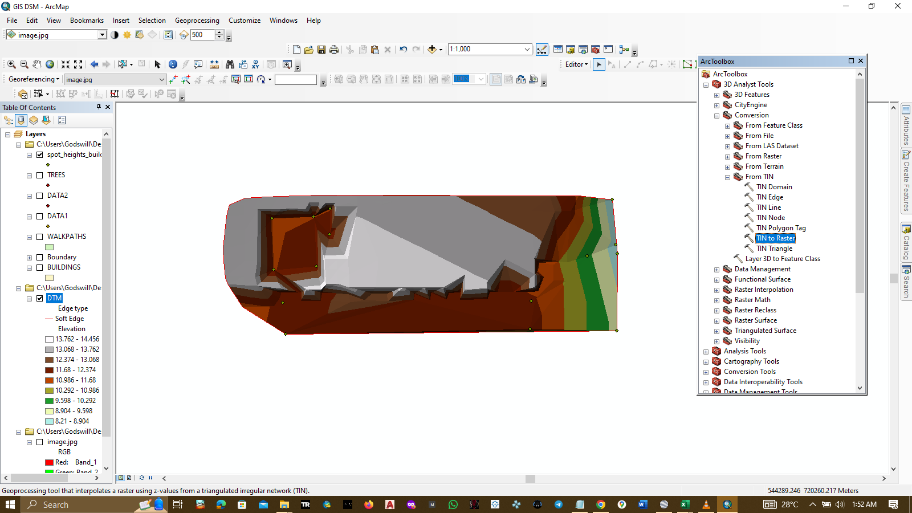 GIS DSM - ArcMap
File Edit View Bookmarks Insert Selection Geoprocessing Customize Windows Help
image.jpg
500
1:1,000
Editor
Georeferencing image.jpg
ArcToolbox
ArcToolbox
3D Analyst Tools
3D Features
CityEngine
Conversion
From Feature Class
From File
From LAS Dataset
From Raster
From Terrain
From TIN
TIN Domain
TIN Edge
TIN Line
TIN Node
TIN Polygon Tag
TIN to Raster
TIN Triangle
Layer 3D to Feature Class
Data Management
Functional Surface
Raster Interpolation
Raster Math
Raster Reclass
Raster Surface
Triangulated Surface
Visibility
Analysis Tools
Cartography Tools
Conversion Tools
Data Interoperability Tools
Data Management Tools
Table Of Contents
Layers
C:\Users\Godswill\De
spot_heights_buil
TREES
DATA2
DATA1
WALKPATHS
Boundary
BUILDINGS
C:\Users\Godswill\De
DTM
Edge type
Soft Edge
Elevation
13.762 - 14.456
13.068 - 13.762
12.374 - 13.068
11.68 - 12.374
10.986 - 11.68
10.292 - 10.986
9.598 - 10.292
8.904 - 9.598
8.21 - 8.904
C:\Users\Godswill\De
image.jpg
RGB
Red: Band_1
Green: Band_2
Attributes
Create Features
Catalog
Search
Geoprocessing tool that interpolates a raster using z-values from a triangulated irregular network (TIN).
544289.246 720260.217 Meters
Search
28°C
1:52 AM